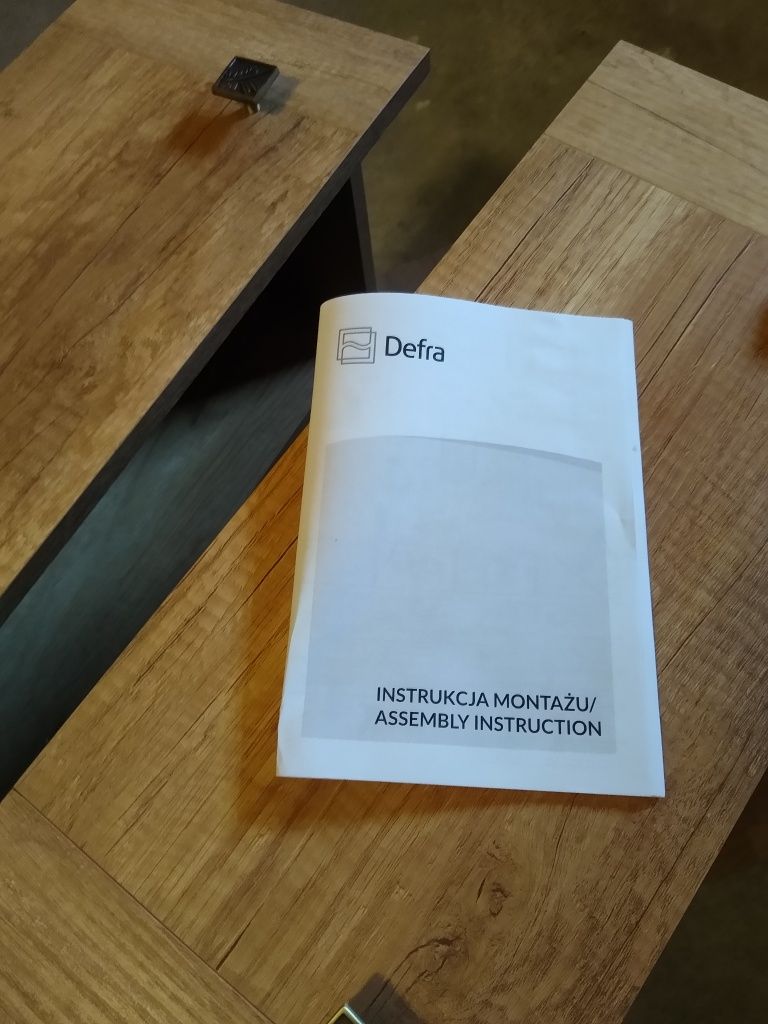 Defra
INSTRUKCJA MONTAŻU/
ASSEMBLY INSTRUCTION